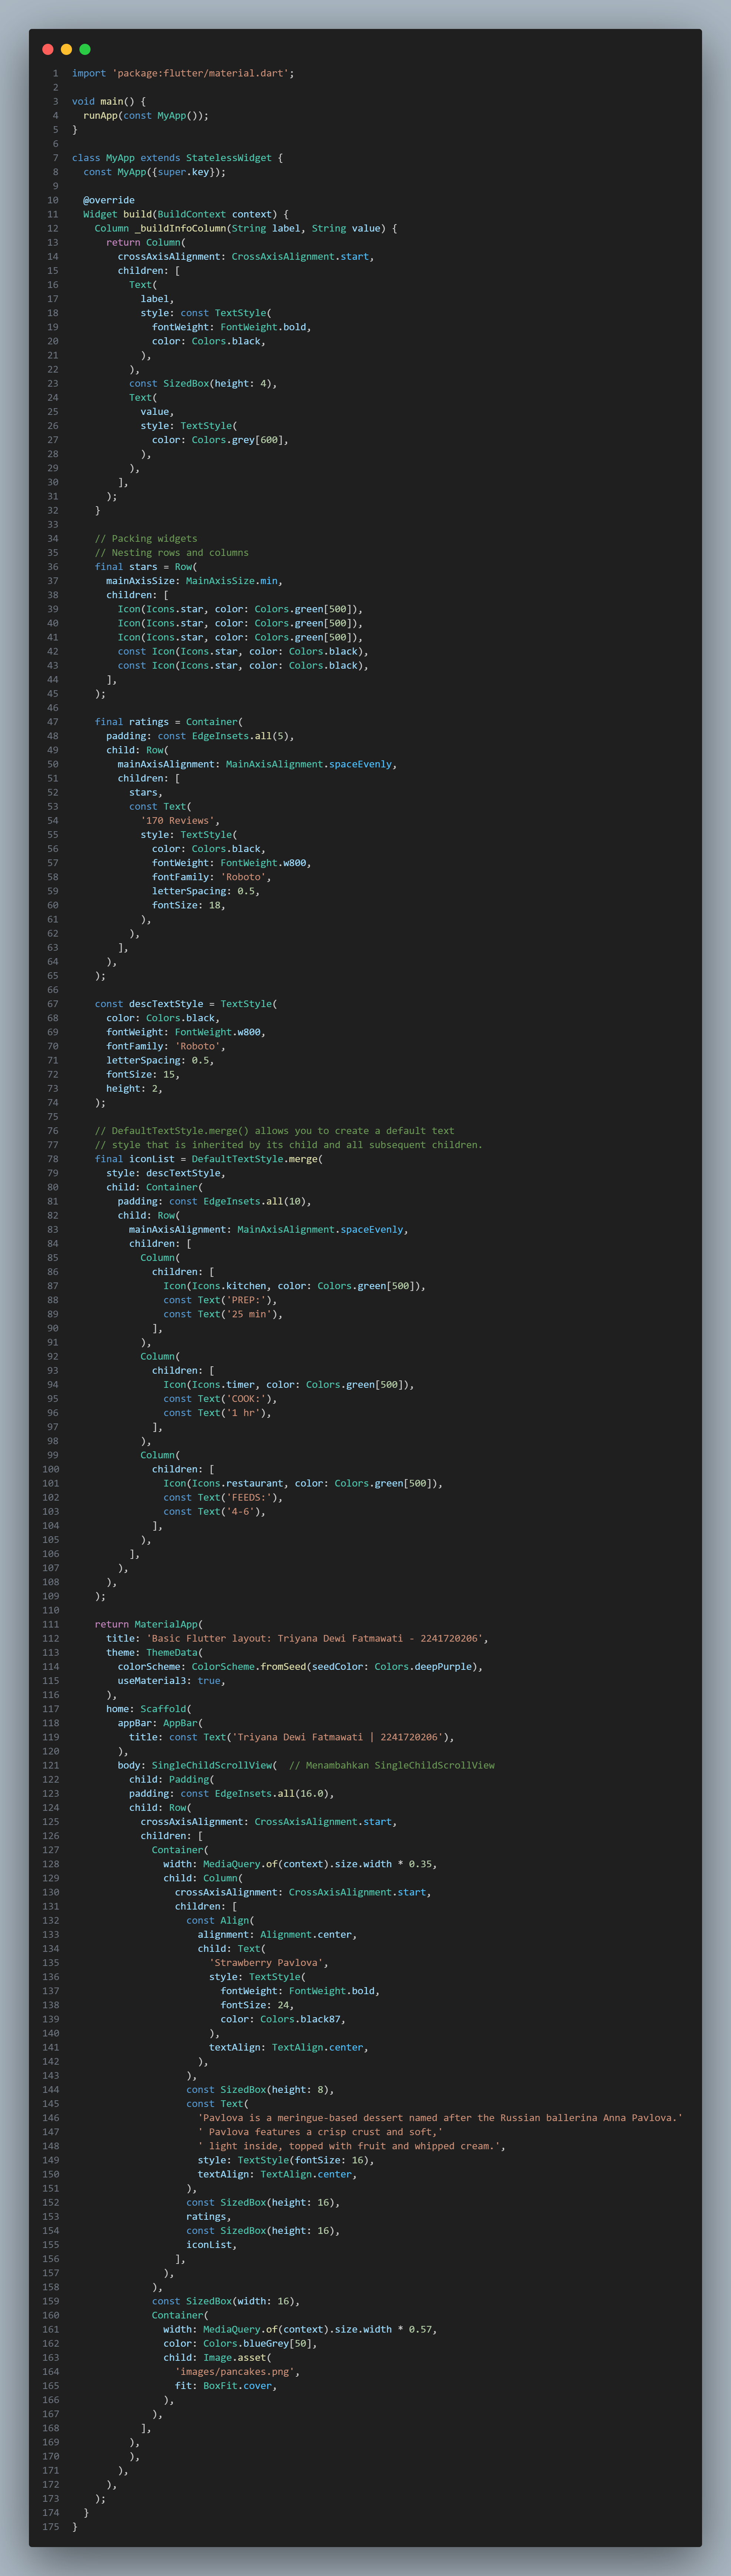 1 import 'package:flutter/material.dart';
2
3 void main() {
4   runApp(const MyApp());
5 }
6
7 class MyApp extends StatelessWidget {
8   const MyApp({super.key});
9
10   @override
11   Widget build(BuildContext context) {
12     Column _buildInfoColumn(String label, String value) {
13       return Column(
14         crossAxisAlignment: CrossAxisAlignment.start,
15         children: [
16           Text(
17             label,
18             style: const TextStyle(
19               fontWeight: FontWeight.bold,
20               color: Colors.black,
21             ),
22           ),
23           const SizedBox(height: 4),
24           Text(
25             value,
26             style: TextStyle(
27               color: Colors.grey[600],
28             ),
29           ),
30         ],
31       );
32     }
33
34     // Packing widgets
35     // Nesting rows and columns
36     final stars = Row(
37       mainAxisSize: MainAxisSize.min,
38       children: [
39         Icon(Icons.star, color: Colors.green[500]),
40         Icon(Icons.star, color: Colors.green[500]),
41         Icon(Icons.star, color: Colors.green[500]),
42         const Icon(Icons.star, color: Colors.black),
43         const Icon(Icons.star, color: Colors.black),
44       ],
45     );
46
47     final ratings = Container(
48       padding: const EdgeInsets.all(5),
49       child: Row(
50         mainAxisAlignment: MainAxisAlignment.spaceEvenly,
51         children: [
52           stars,
53           const Text(
54             '170 Reviews',
55             style: TextStyle(
56               color: Colors.black,
57               fontWeight: FontWeight.w800,
58               fontFamily: 'Roboto',
59               letterSpacing: 0.5,
60               fontSize: 18,
61             ),
62           ),
63         ],
64       ),
65     );
66
67     const descTextStyle = TextStyle(
68       color: Colors.black,
69       fontWeight: FontWeight.w800,
70       fontFamily: 'Roboto',
71       letterSpacing: 0.5,
72       fontSize: 15,
73       height: 2,
74     );
75
76     // DefaultTextStyle.merge() allows you to create a default text
77     // style that is inherited by its child and all subsequent children.
78     final iconList = DefaultTextStyle.merge(
79       style: descTextStyle,
80       child: Container(
81         padding: const EdgeInsets.all(10),
82         child: Row(
83           mainAxisAlignment: MainAxisAlignment.spaceEvenly,
84           children: [
85             Column(
86               children: [
87                 Icon(Icons.kitchen, color: Colors.green[500]),
88                 const Text('PREP:'),
89                 const Text('25 min'),
90               ],
91             ),
92             Column(
93               children: [
94                 Icon(Icons.timer, color: Colors.green[500]),
95                 const Text('COOK:'),
96                 const Text('1 hr'),
97               ],
98             ),
99             Column(
100               children: [
101                 Icon(Icons.restaurant, color: Colors.green[500]),
102                 const Text('FEEDS:'),
103                 const Text('4-6'),
104               ],
105             ),
106           ],
107         ),
108       ),
109     );
110
111     return MaterialApp(
112       title: 'Basic Flutter layout: Triyana Dewi Fatmawati - 2241720206',
113       theme: ThemeData(
114         colorScheme: ColorScheme.fromSeed(seedColor: Colors.deepPurple),
115         useMaterial3: true,
116       ),
117       home: Scaffold(
118         appBar: AppBar(
119           title: const Text('Triyana Dewi Fatmawati | 2241720206'),
120         ),
121         body: SingleChildScrollView(  // Menambahkan SingleChildScrollView
122           child: Padding(
123           padding: const EdgeInsets.all(16.0),
124           child: Row(
125             crossAxisAlignment: CrossAxisAlignment.start,
126             children: [
127               Container(
128                 width: MediaQuery.of(context).size.width * 0.35,
129                 child: Column(
130                   crossAxisAlignment: CrossAxisAlignment.start,
131                   children: [
132                     const Align(
133                       alignment: Alignment.center,
134                       child: Text(
135                         'Strawberry Pavlova',
136                         style: TextStyle(
137                           fontWeight: FontWeight.bold,
138                           fontSize: 24,
139                           color: Colors.black87,
140                         ),
141                         textAlign: TextAlign.center,
142                       ),
143                     ),
144                     const SizedBox(height: 8),
145                     const Text(
146                       'Pavlova is a meringue-based dessert named after the Russian ballerina Anna Pavlova.'
147                       ' Pavlova features a crisp crust and soft,'
148                       ' light inside, topped with fruit and whipped cream.',
149                       style: TextStyle(fontSize: 16),
150                       textAlign: TextAlign.center,
151                     ),
152                     const SizedBox(height: 16),
153                     ratings,
154                     const SizedBox(height: 16),
155                     iconList,
156                   ],
157                 ),
158               ),
159               const SizedBox(width: 16),
160               Container(
161                 width: MediaQuery.of(context).size.width * 0.57,
162                 color: Colors.blueGrey[50],
163                 child: Image.asset(
164                   'images/pancakes.png',
165                   fit: BoxFit.cover,
166                 ),
167               ),
168             ],
169           ),
170           ),
171         ),
172       ),
173     );
174   }
175 }